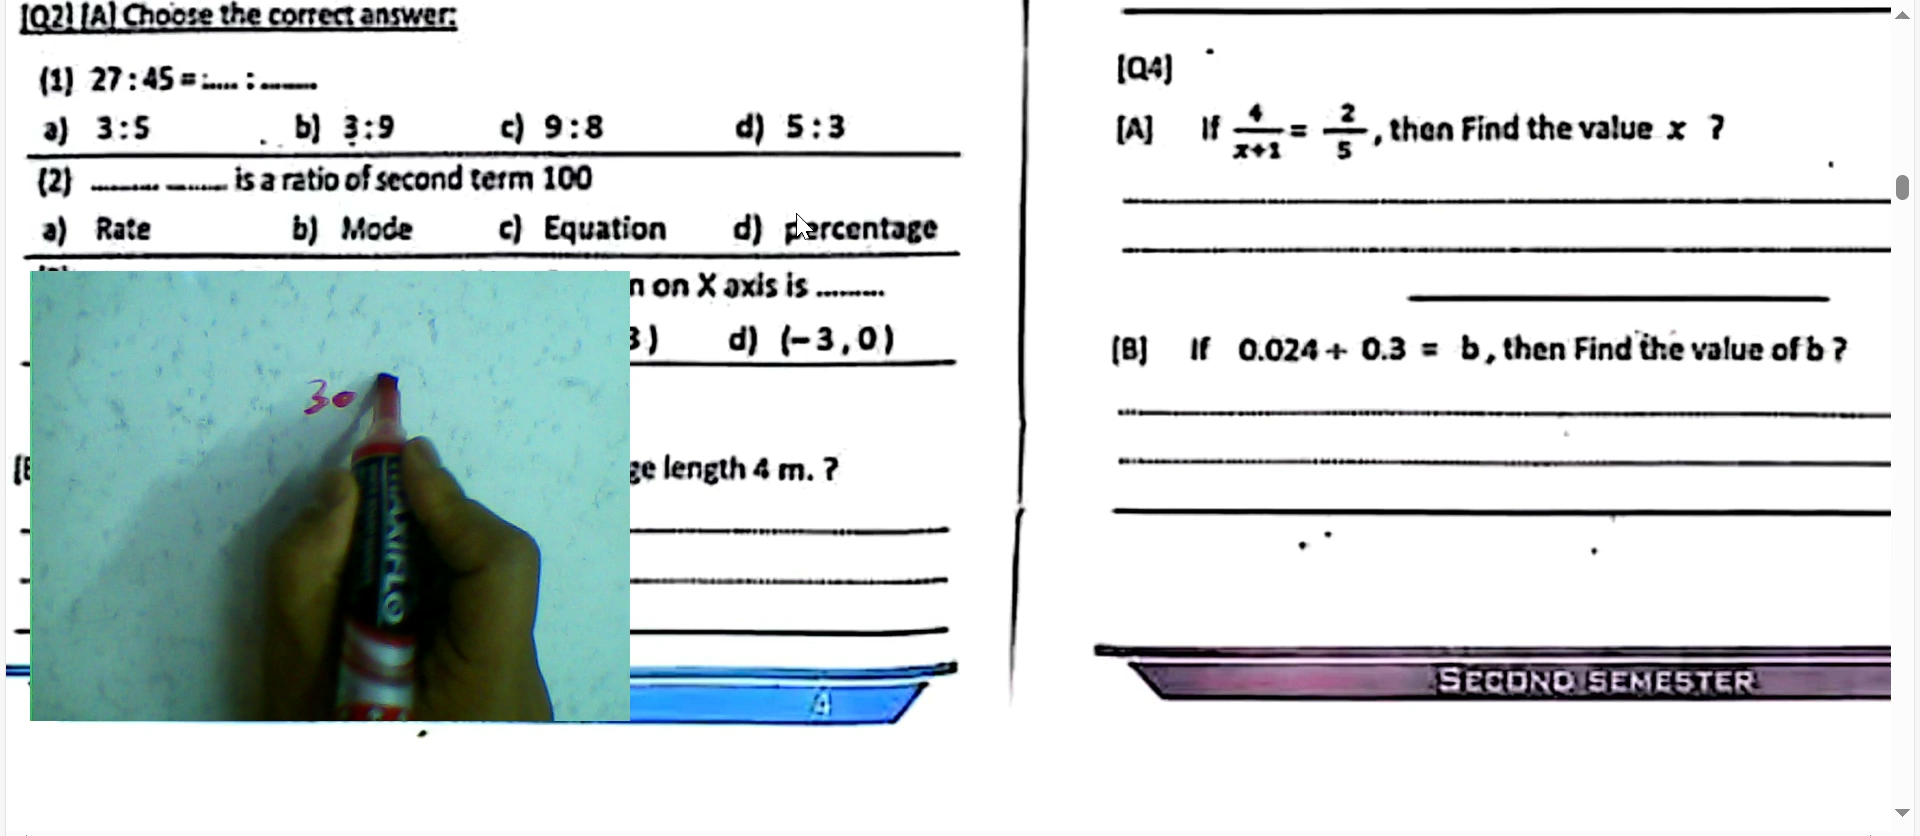 [Q2] [A] Choose the correct answer:
(1) 27 : 45 = ...... : ........
a) 3 : 5 b) 3 : 9 c) 9 : 8 d) 5 : 3
(2) .......... ......... is a ratio of second term 100
a) Rate b) Mode c) Equation d) percentage
n on X axis is .........
3 ) d) (– 3 , 0 )
30
ge length 4 m. ?
4
[Q4]
[A] If 4/x+1 = 2/5 , then Find the value x ?
[B] If 0.024 ÷ 0.3 = b , then Find the value of b ?
SECOND SEMESTER